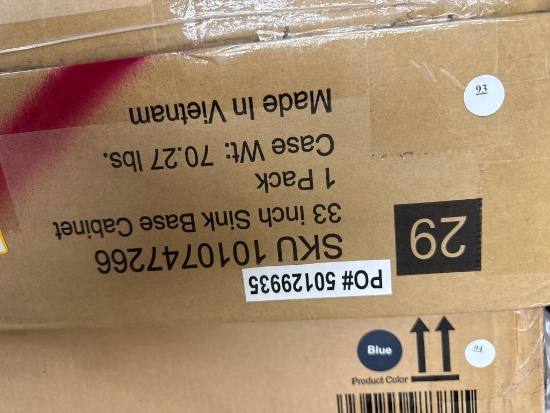 PO# 50129935
29
SKU 1010747266
33 inch Sink Base Cabinet
1 Pack
Case Wt: 70.27 lbs.
Made In Vietnam
93
Blue
Product Color